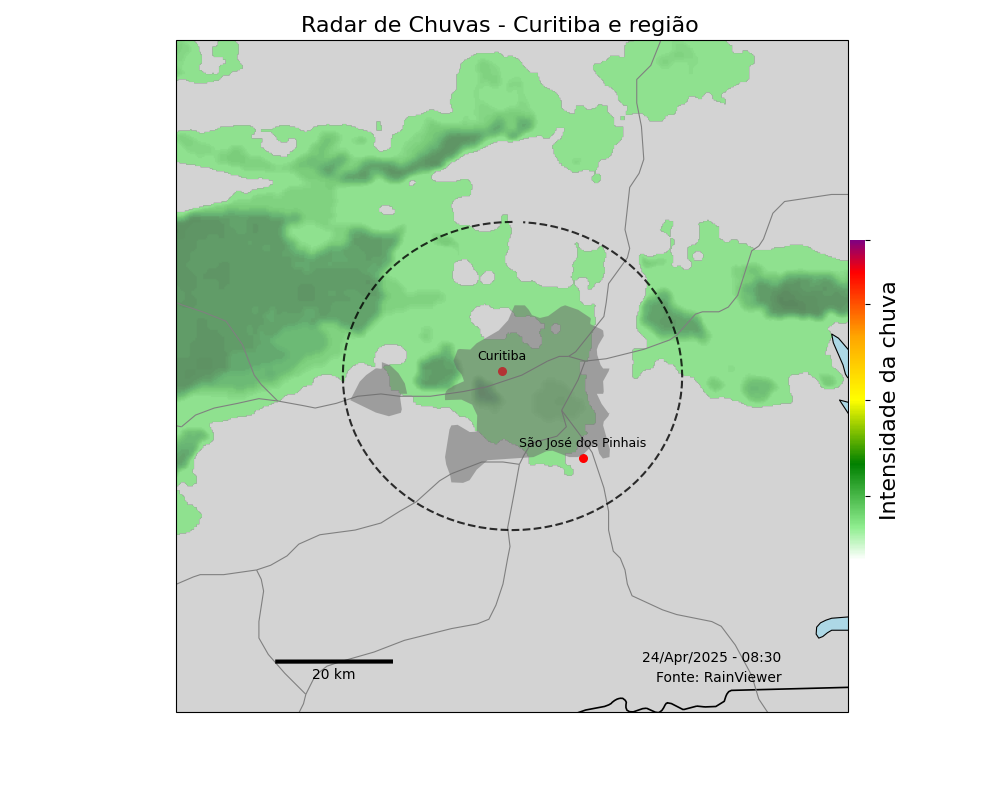 Radar de Chuvas - Curitiba e região
Curitiba
São José dos Pinhais
Intensidade da chuva
24/Apr/2025 - 08:30
Fonte: RainViewer
20 km